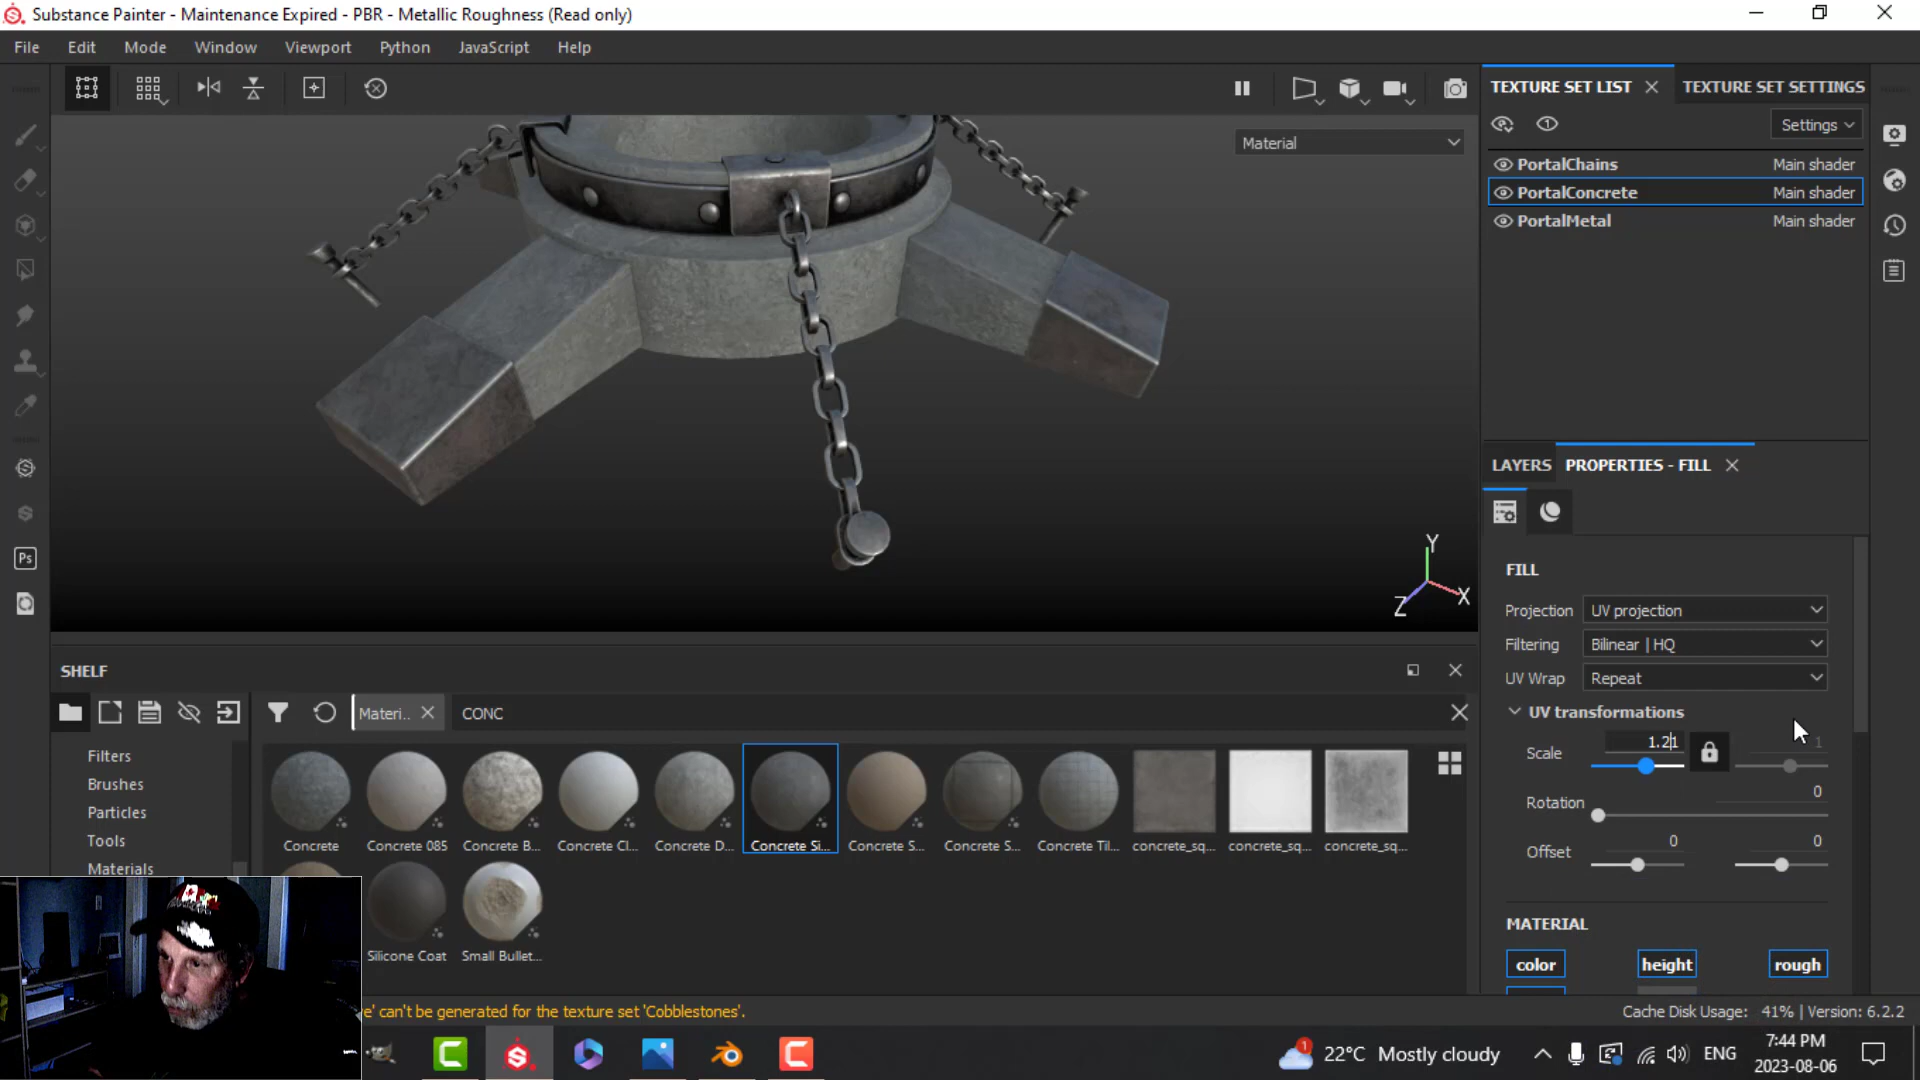 Substance Painter - Maintenance Expired - PBR - Metallic Roughness (Read only)
File Edit Mode Window Viewport Python JavaScript Help
TEXTURE SET LIST
TEXTURE SET SETTINGS
Settings
Material
PortalChains Main shader
PortalConcrete Main shader
PortalMetal Main shader
LAYERS
PROPERTIES - FILL
Y
X
Z
Ps
FILL
Projection UV projection
Filtering Bilinear | HQ
UV Wrap Repeat
UV transformations
Scale 1.21 1
Rotation 0
Offset 0 0
MATERIAL
color height rough
SHELF
Materi..
CONC
Filters
Brushes
Particles
Tools
Materials
Concrete
Concrete 085
Concrete B...
Concrete Cl...
Concrete D...
Concrete Si...
Concrete S...
Concrete S...
Concrete Til...
concrete_sq...
concrete_sq...
concrete_sq...
Silicone Coat
Small Bullet...
e' can't be generated for the texture set 'Cobblestones'.
Cache Disk Usage: 41% | Version: 6.2.2
1
22°C Mostly cloudy
ENG
7:44 PM
2023-08-06